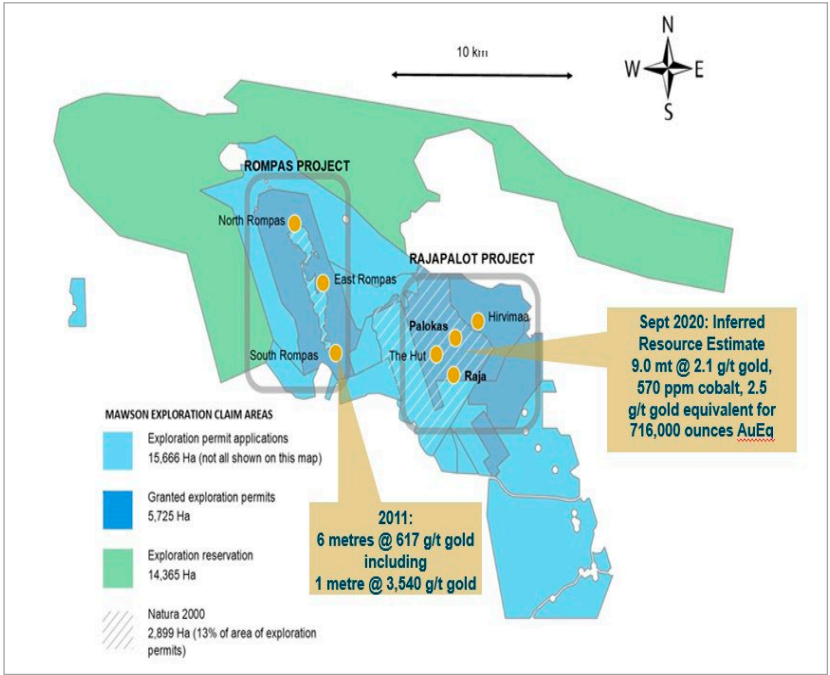 N
10 km
W E
S
ROMPAS PROJECT
North Rompas
RAJAPALOT PROJECT
East Rompas
Hirvimaa
Palokas
South Rompas
The Hut
Raja
Sept 2020: Inferred
Resource Estimate
9.0 mt @ 2.1 g/t gold,
570 ppm cobalt, 2.5
g/t gold equivalent for
716,000 ounces AuEq
MAWSON EXPLORATION CLAIM AREAS
Exploration permit applications
15,666 Ha (not all shown on this map)
Granted exploration permits
5,725 Ha
Exploration reservation
14,365 Ha
Natura 2000
2,899 Ha (13% of area of exploration
permits)
2011:
6 metres @ 617 g/t gold
including
1 metre @ 3,540 g/t gold